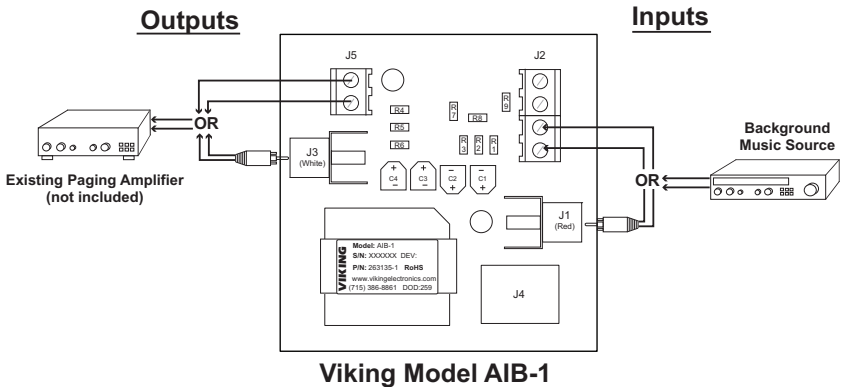 Outputs
Inputs
J5
J2
R4
R5
R6
R7
R8
R9
R3
R2
R1
OR
J3
(White)
+ C4 −
+ C3 −
− C2 +
− C1 +
Existing Paging Amplifier
(not included)
Background
Music Source
OR
J1
(Red)
VIKING
Model: AIB-1
S/N: XXXXXX DEV:
P/N: 263135-1 RoHS
www.vikingelectronics.com
(715) 386-8861 DOD:259
J4
Viking Model AIB-1